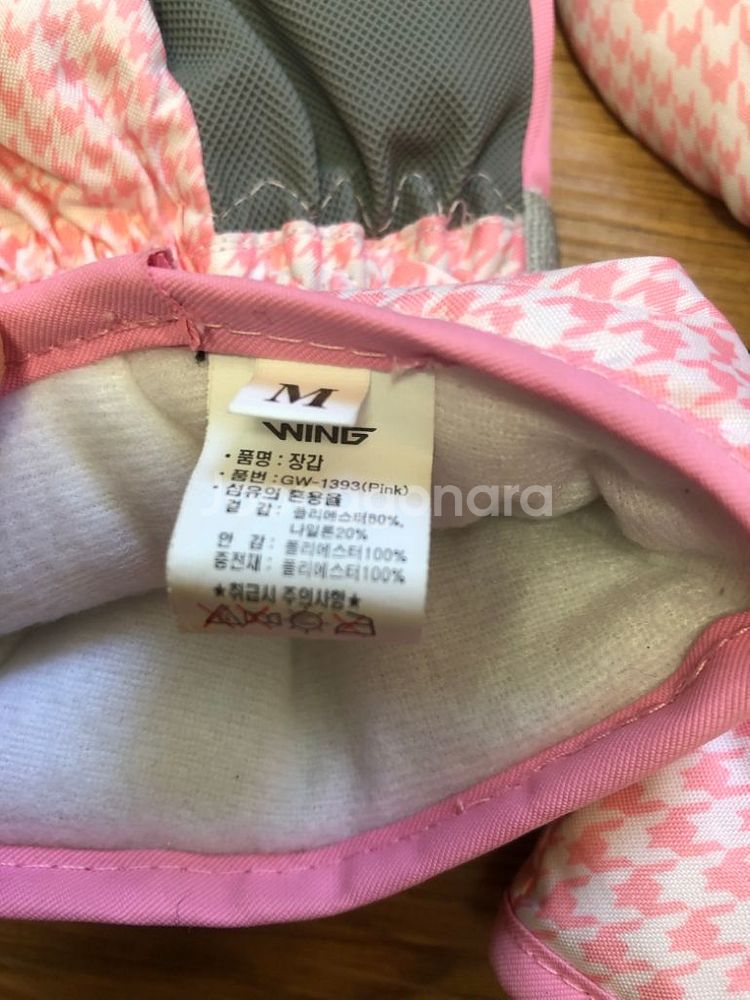 M
WING
• 품명 : 장갑
• 품번 : GW-1393(Pink)
• 섬유의 혼용율
겉 감 : 폴리에스터80%,
나일론20%
안 감 : 폴리에스터100%
충전재 : 폴리에스터100%
★취급시 주의사항★